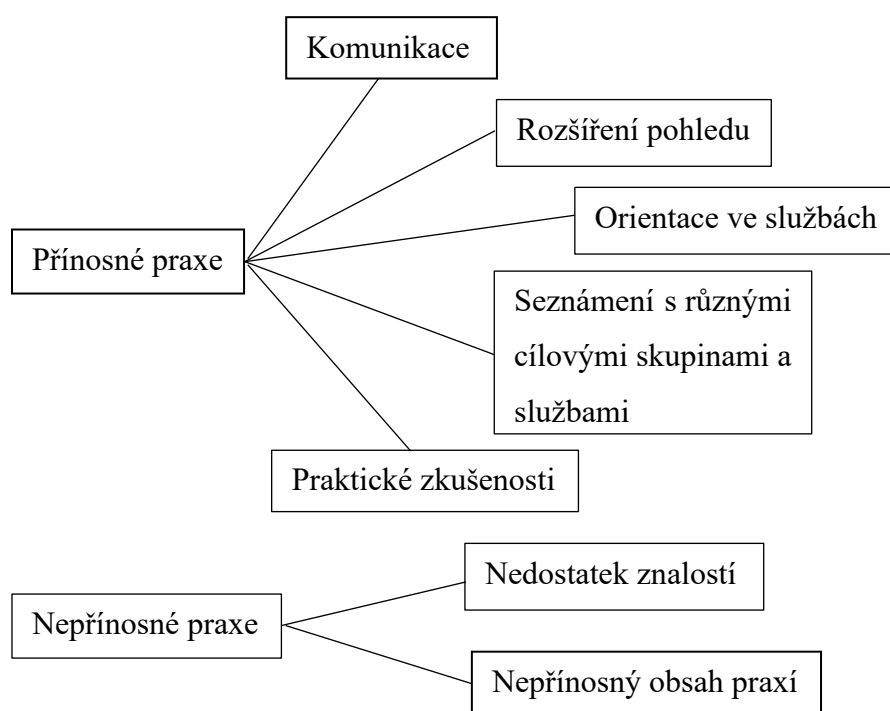 Komunikace
Rozšíření pohledu
Orientace ve službách
Přínosné praxe
Seznámení s různými
cílovými skupinami a
službami
Praktické zkušenosti
Nedostatek znalostí
Nepřínosné praxe
Nepřínosný obsah praxí